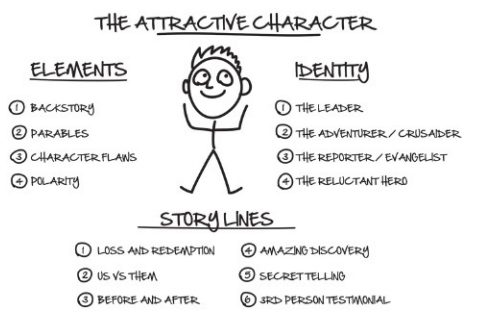 THE ATTRACTIVE CHARACTER
ELEMENTS
1 BACKSTORY
2 PARABLES
3 CHARACTER FLAWS
4 POLARITY
IDENTITY
1 THE LEADER
2 THE ADVENTURER / CRUSAIDER
3 THE REPORTER / EVANGELIST
4 THE RELUCTANT HERO
STORY LINES
1 LOSS AND REDEMPTION
2 US VS THEM
3 BEFORE AND AFTER
4 AMAZING DISCOVERY
5 SECRET TELLING
6 3RD PERSON TESTIMONIAL